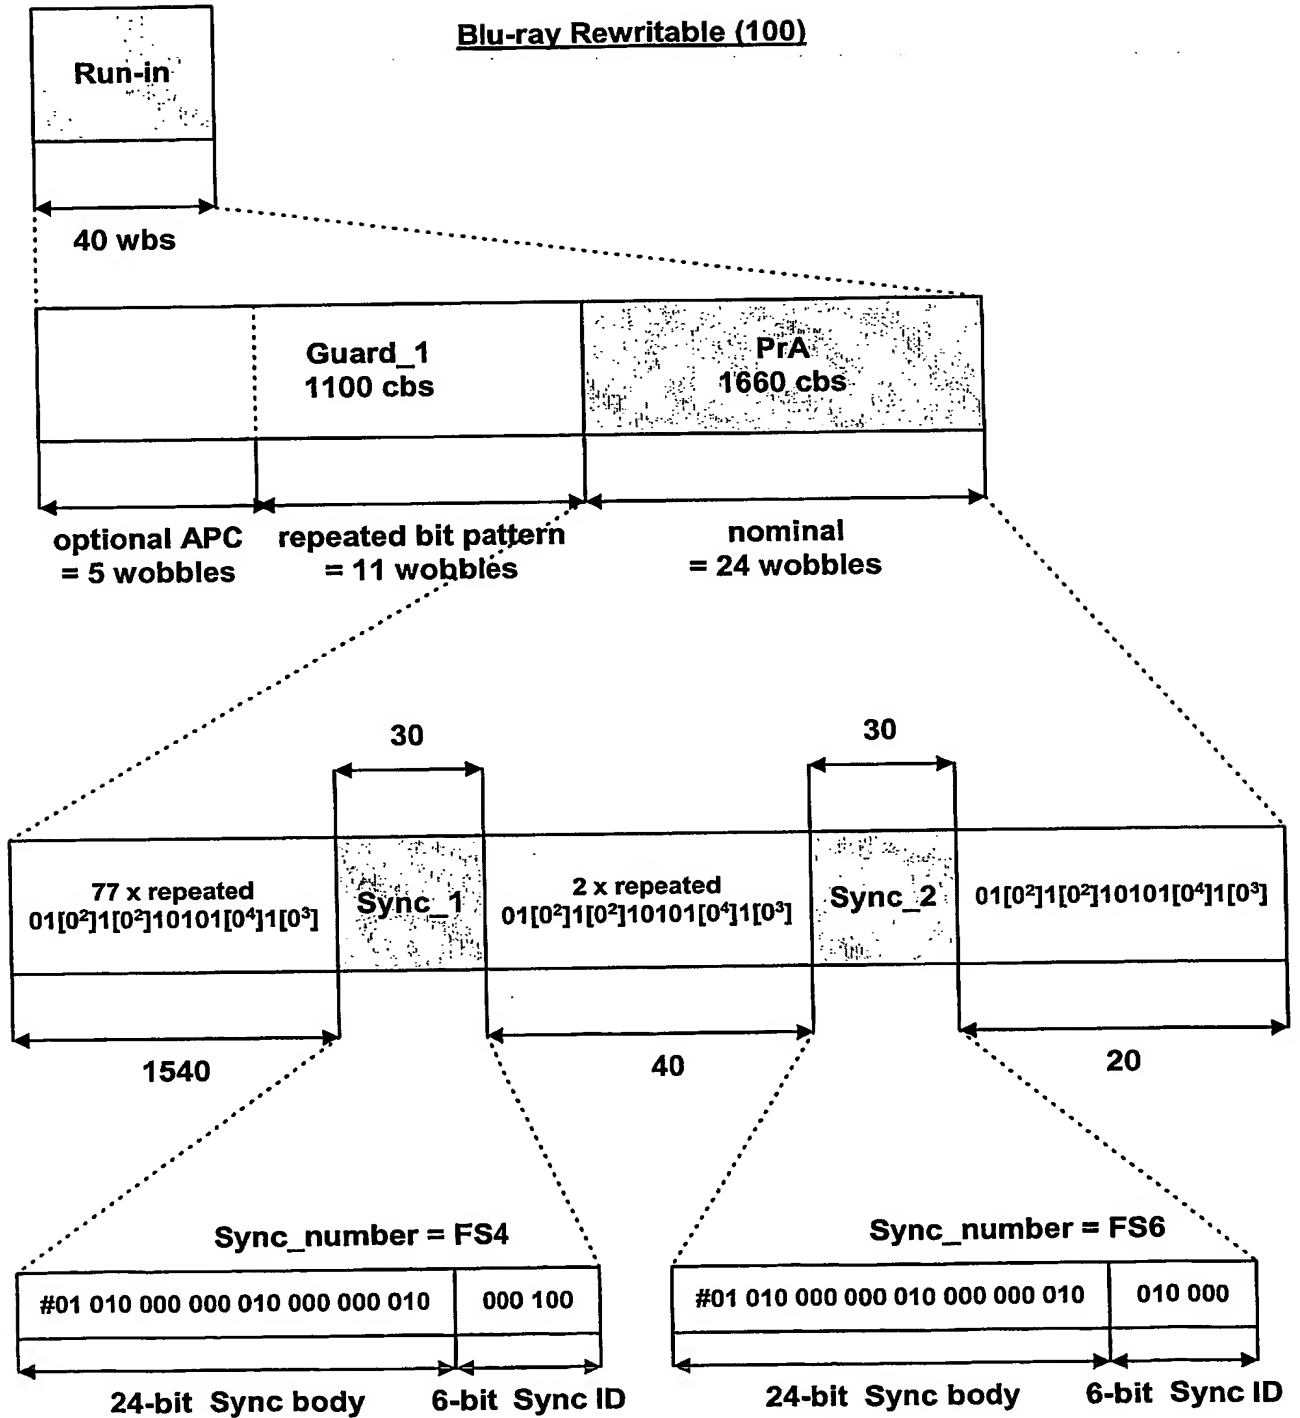 Blu-ray Rewritable (100)
Run-in
40 wbs
Guard_1
1100 cbs
PrA
1660 cbs
optional APC
= 5 wobbles
repeated bit pattern
= 11 wobbles
nominal
= 24 wobbles
30
30
77 x repeated
01[0²]1[0²]10101[0⁴]1[0³]
Sync_1
2 x repeated
01[0²]1[0²]10101[0⁴]1[0³]
Sync_2
01[0²]1[0²]10101[0⁴]1[0³]
1540
40
20
Sync_number = FS4
#01 010 000 000 010 000 000 010
000 100
24-bit Sync body
6-bit Sync ID
Sync_number = FS6
#01 010 000 000 010 000 000 010
010 000
24-bit Sync body
6-bit Sync ID